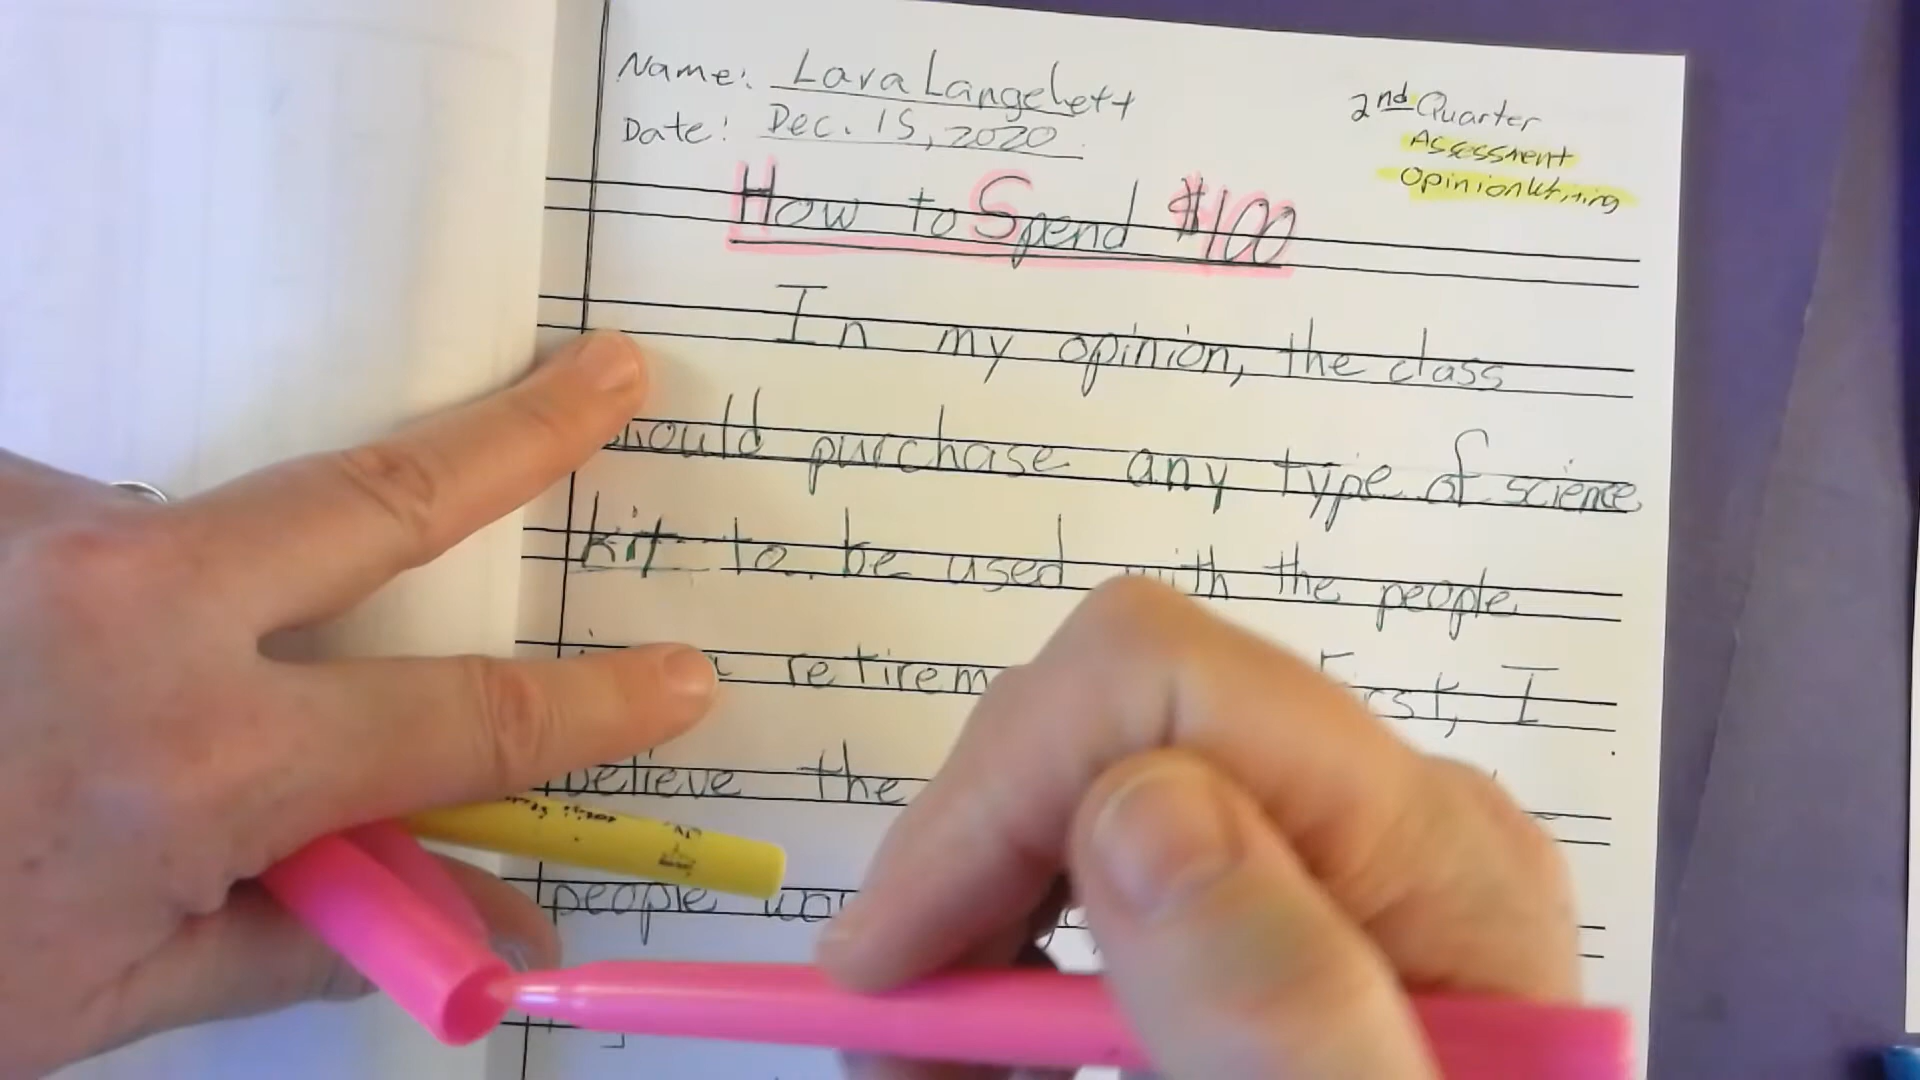 Name: Lara Langehett
Date: Dec. 15, 2020
2nd Quarter
Assessment
Opinion Writing
How to Spend $100
In my opinion, the class
should purchase any type of science
kit to be used with the people
retirem First, I
believe the
people